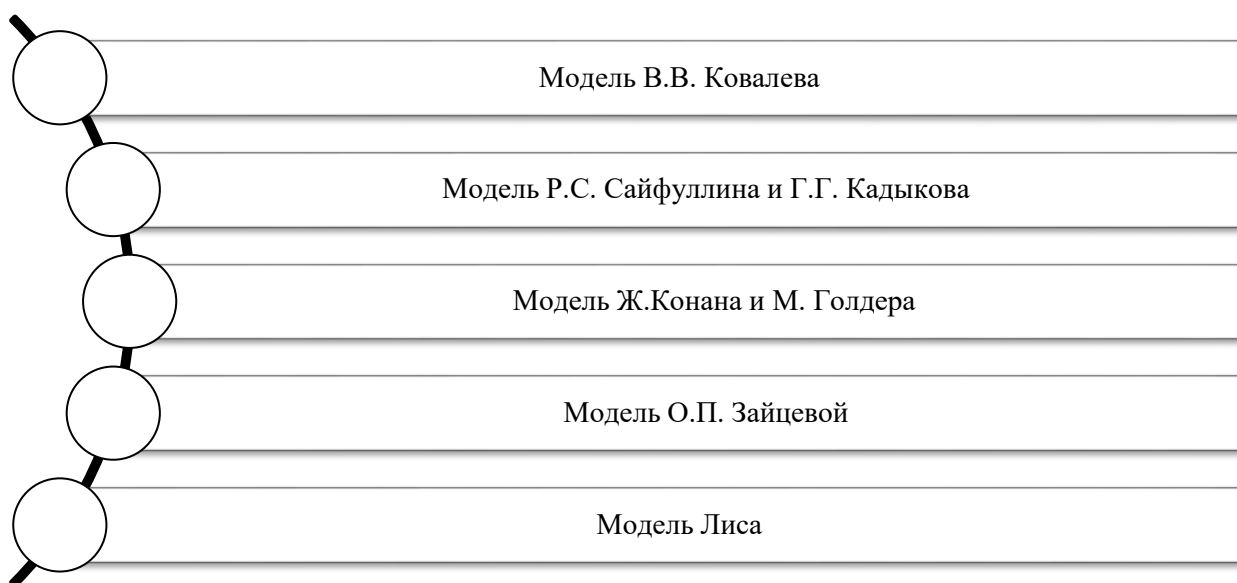 Модель В.В. Ковалева
Модель Р.С. Сайфуллина и Г.Г. Кадыкова
Модель Ж.Конана и М. Голдера
Модель О.П. Зайцевой
Модель Лиса